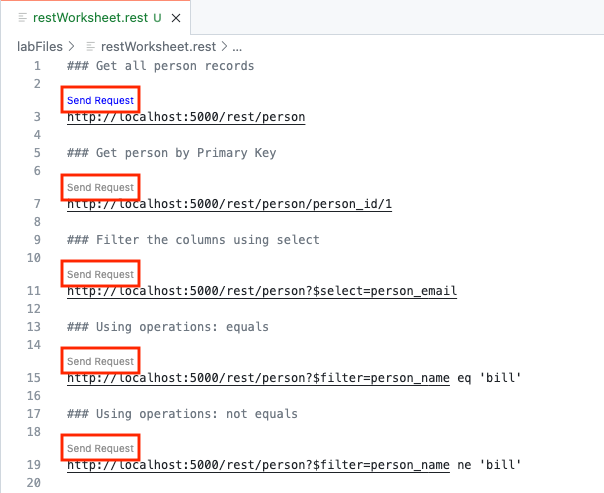 restWorksheet.rest U ×
labFiles > restWorksheet.rest > ...
1 ### Get all person records
2
Send Request
3 http://localhost:5000/rest/person
4
5 ### Get person by Primary Key
6
Send Request
7 http://localhost:5000/rest/person/person_id/1
8
9 ### Filter the columns using select
10
Send Request
11 http://localhost:5000/rest/person?$select=person_email
12
13 ### Using operations: equals
14
Send Request
15 http://localhost:5000/rest/person?$filter=person_name eq 'bill'
16
17 ### Using operations: not equals
18
Send Request
19 http://localhost:5000/rest/person?$filter=person_name ne 'bill'
20